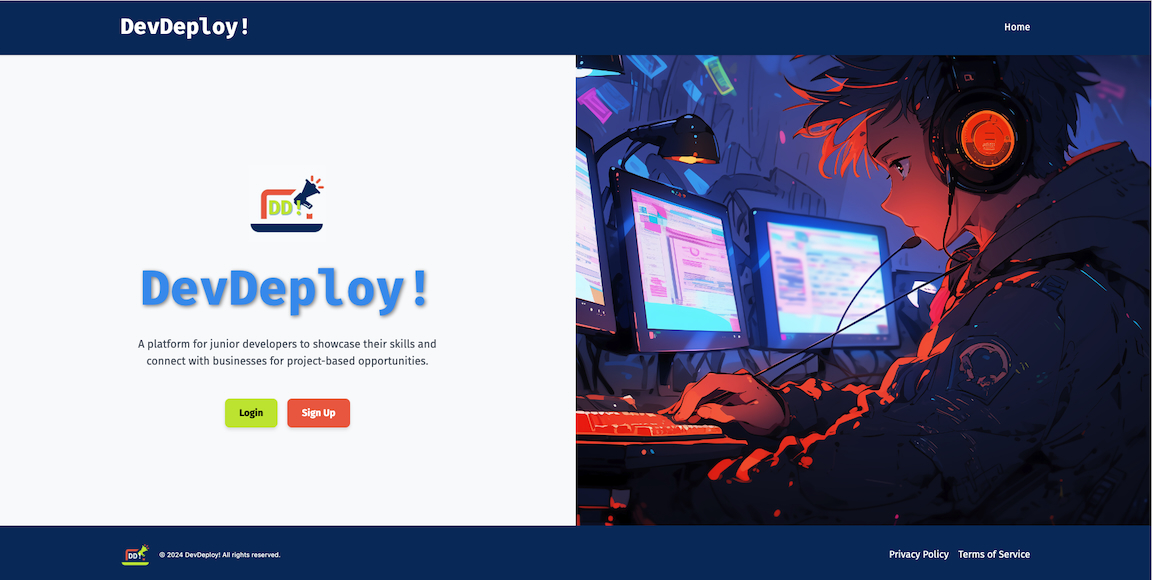 DevDeploy!
Home
DD!
DevDeploy!
A platform for junior developers to showcase their skills and
connect with businesses for project-based opportunities.
Login
Sign Up
DD!
© 2024 DevDeploy! All rights reserved.
Privacy Policy
Terms of Service